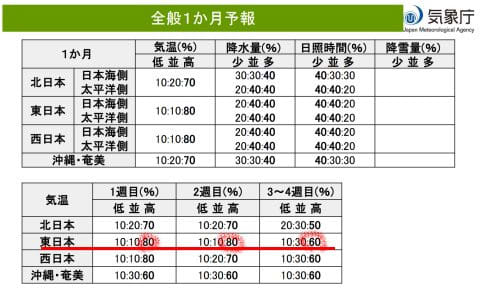 全般1か月予報
気象庁
Japan Meteorological Agency
1か月 気温(%) 降水量(%) 日照時間(%) 降雪量(%)
低 並 高 少 並 多 少 並 多 少 並 多
北日本 日本海側 10:20:70 30:30:40 40:30:30
太平洋側 20:40:40 40:40:20
東日本 日本海側 10:10:80 20:40:40 40:40:20
太平洋側 20:40:40 40:40:20
西日本 日本海側 10:10:80 20:40:40 40:40:20
太平洋側 20:40:40 40:40:20
沖縄・奄美 10:20:70 30:30:40 40:30:30
気温 1週目(%) 2週目(%) 3～4週目(%)
低 並 高 低 並 高 低 並 高
北日本 10:20:70 10:20:70 20:30:50
東日本 10:10:80 10:10:80 10:30:60
西日本 10:10:80 10:20:70 10:30:60
沖縄・奄美 10:30:60 10:30:60 10:30:60